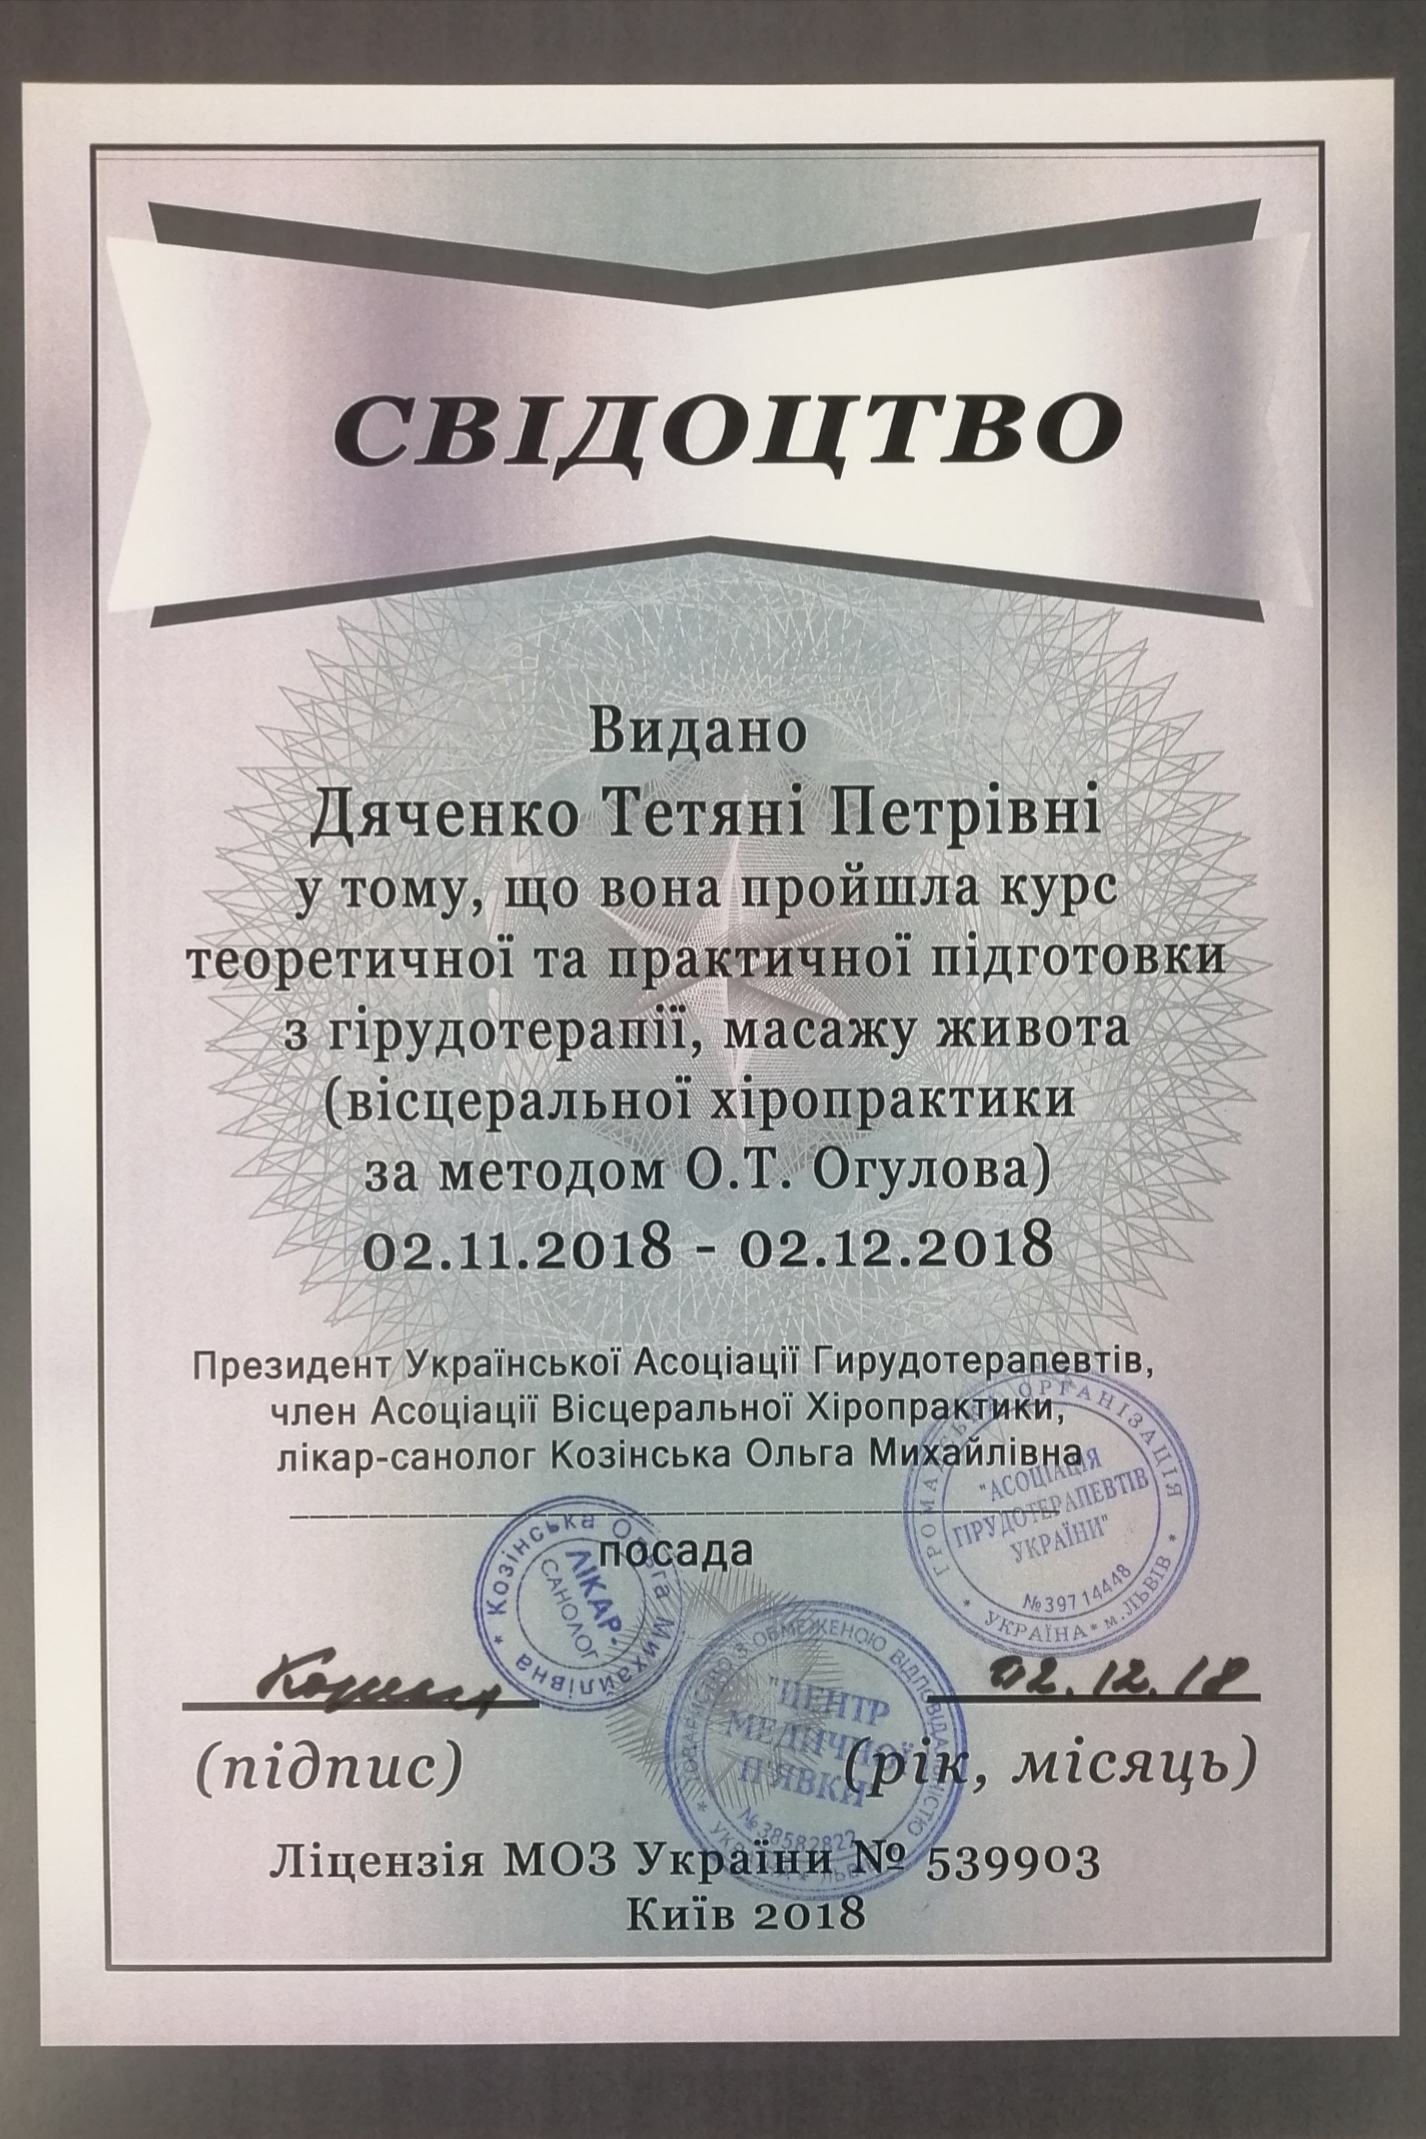 СВІДОЦТВО
Видано
Дяченко Тетяні Петрівні
у тому, що вона пройшла курс
теоретичної та практичної підготовки
з гірудотерапії, масажу живота
(вісцеральної хіропрактики
за методом О.Т. Огулова)
02.11.2018 - 02.12.2018
Президент Української Асоціації Гирудотерапевтів,
член Асоціації Вісцеральної Хіропрактики,
лікар-санолог Козінська Ольга Михайлівна
посада
ГРОМАДСЬКА ОРГАНІЗАЦІЯ
"АСОЦІАЦІЯ
ГІРУДОТЕРАПЕВТІВ
УКРАЇНИ"
№39714448
* УКРАЇНА * м.ЛЬВІВ *
* Козінська Ольга Михайлівна
ЛІКАР.
САНОЛОГ
ТОВАРИСТВО З ОБМЕЖЕНОЮ ВІДПОВІДАЛЬНІСТЮ
"ЦЕНТР
МЕДИЧНОЇ
П'ЯВКИ"
№38582822
02.12.18
(підпис)
(рік, місяць)
Ліцензія МОЗ України № 539903
Київ 2018